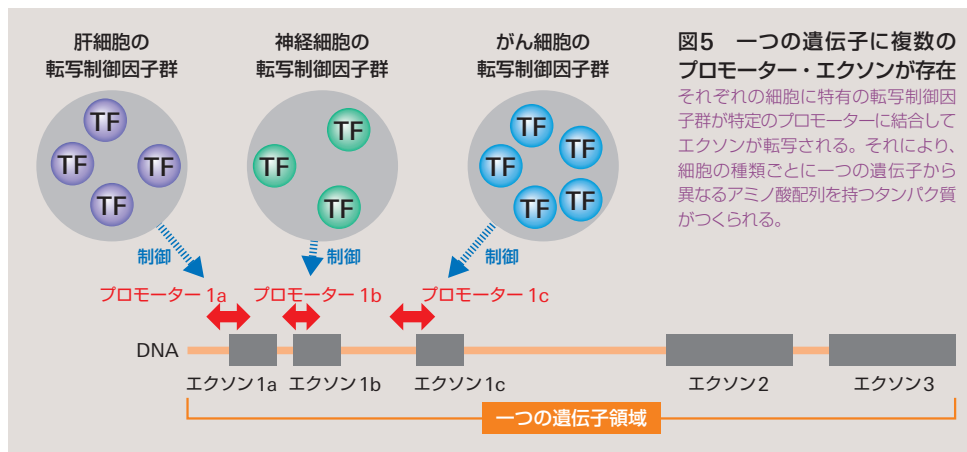 肝細胞の
転写制御因子群
神経細胞の
転写制御因子群
がん細胞の
転写制御因子群
図5 一つの遺伝子に複数の
プロモーター・エクソンが存在
それぞれの細胞に特有の転写制御因
子群が特定のプロモーターに結合して
エクソンが転写される。それにより、
細胞の種類ごとに一つの遺伝子から
異なるアミノ酸配列を持つタンパク質
がつくられる。
TF
TF
TF
TF
TF
TF
TF
TF
TF
TF
TF
TF
制御
制御
制御
プロモーター 1a
プロモーター 1b
プロモーター 1c
DNA
エクソン1a
エクソン1b
エクソン1c
エクソン2
エクソン3
一つの遺伝子領域